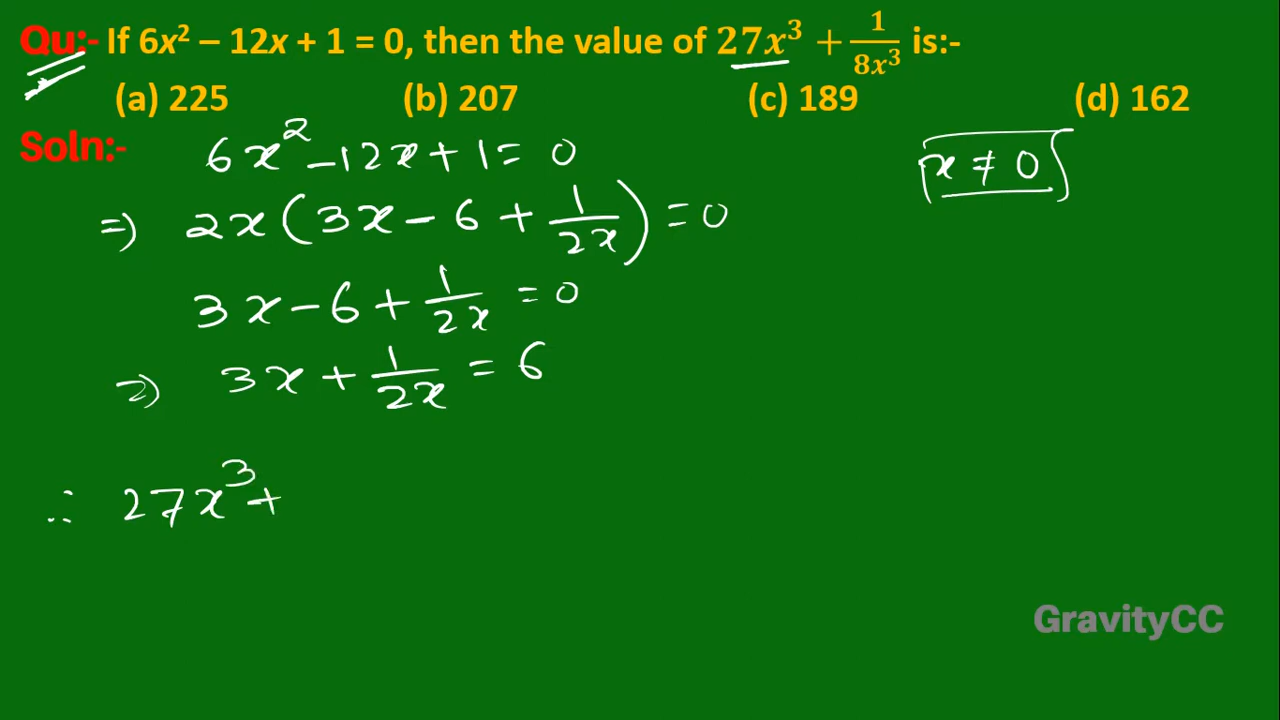 Qu:- If 6x² – 12x + 1 = 0, then the value of 27x³ + 1/8x³ is:-
(a) 225 (b) 207 (c) 189 (d) 162
Soln:- 6x² - 12x + 1 = 0 x ≠ 0
⇒ 2x(3x - 6 + 1/2x) = 0
3x - 6 + 1/2x = 0
⇒ 3x + 1/2x = 6
∴ 27x³ +
GravityCC